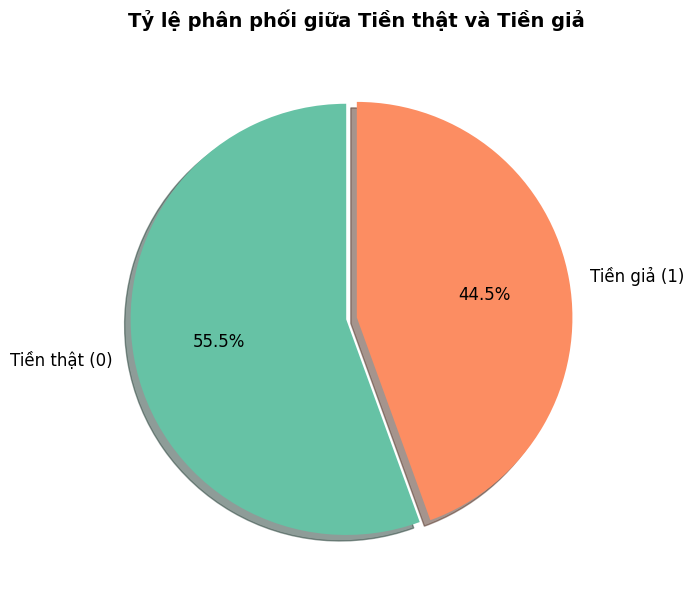 Tỷ lệ phân phối giữa Tiền thật và Tiền giả
Tiền giả (1)
44.5%
55.5%
Tiền thật (0)